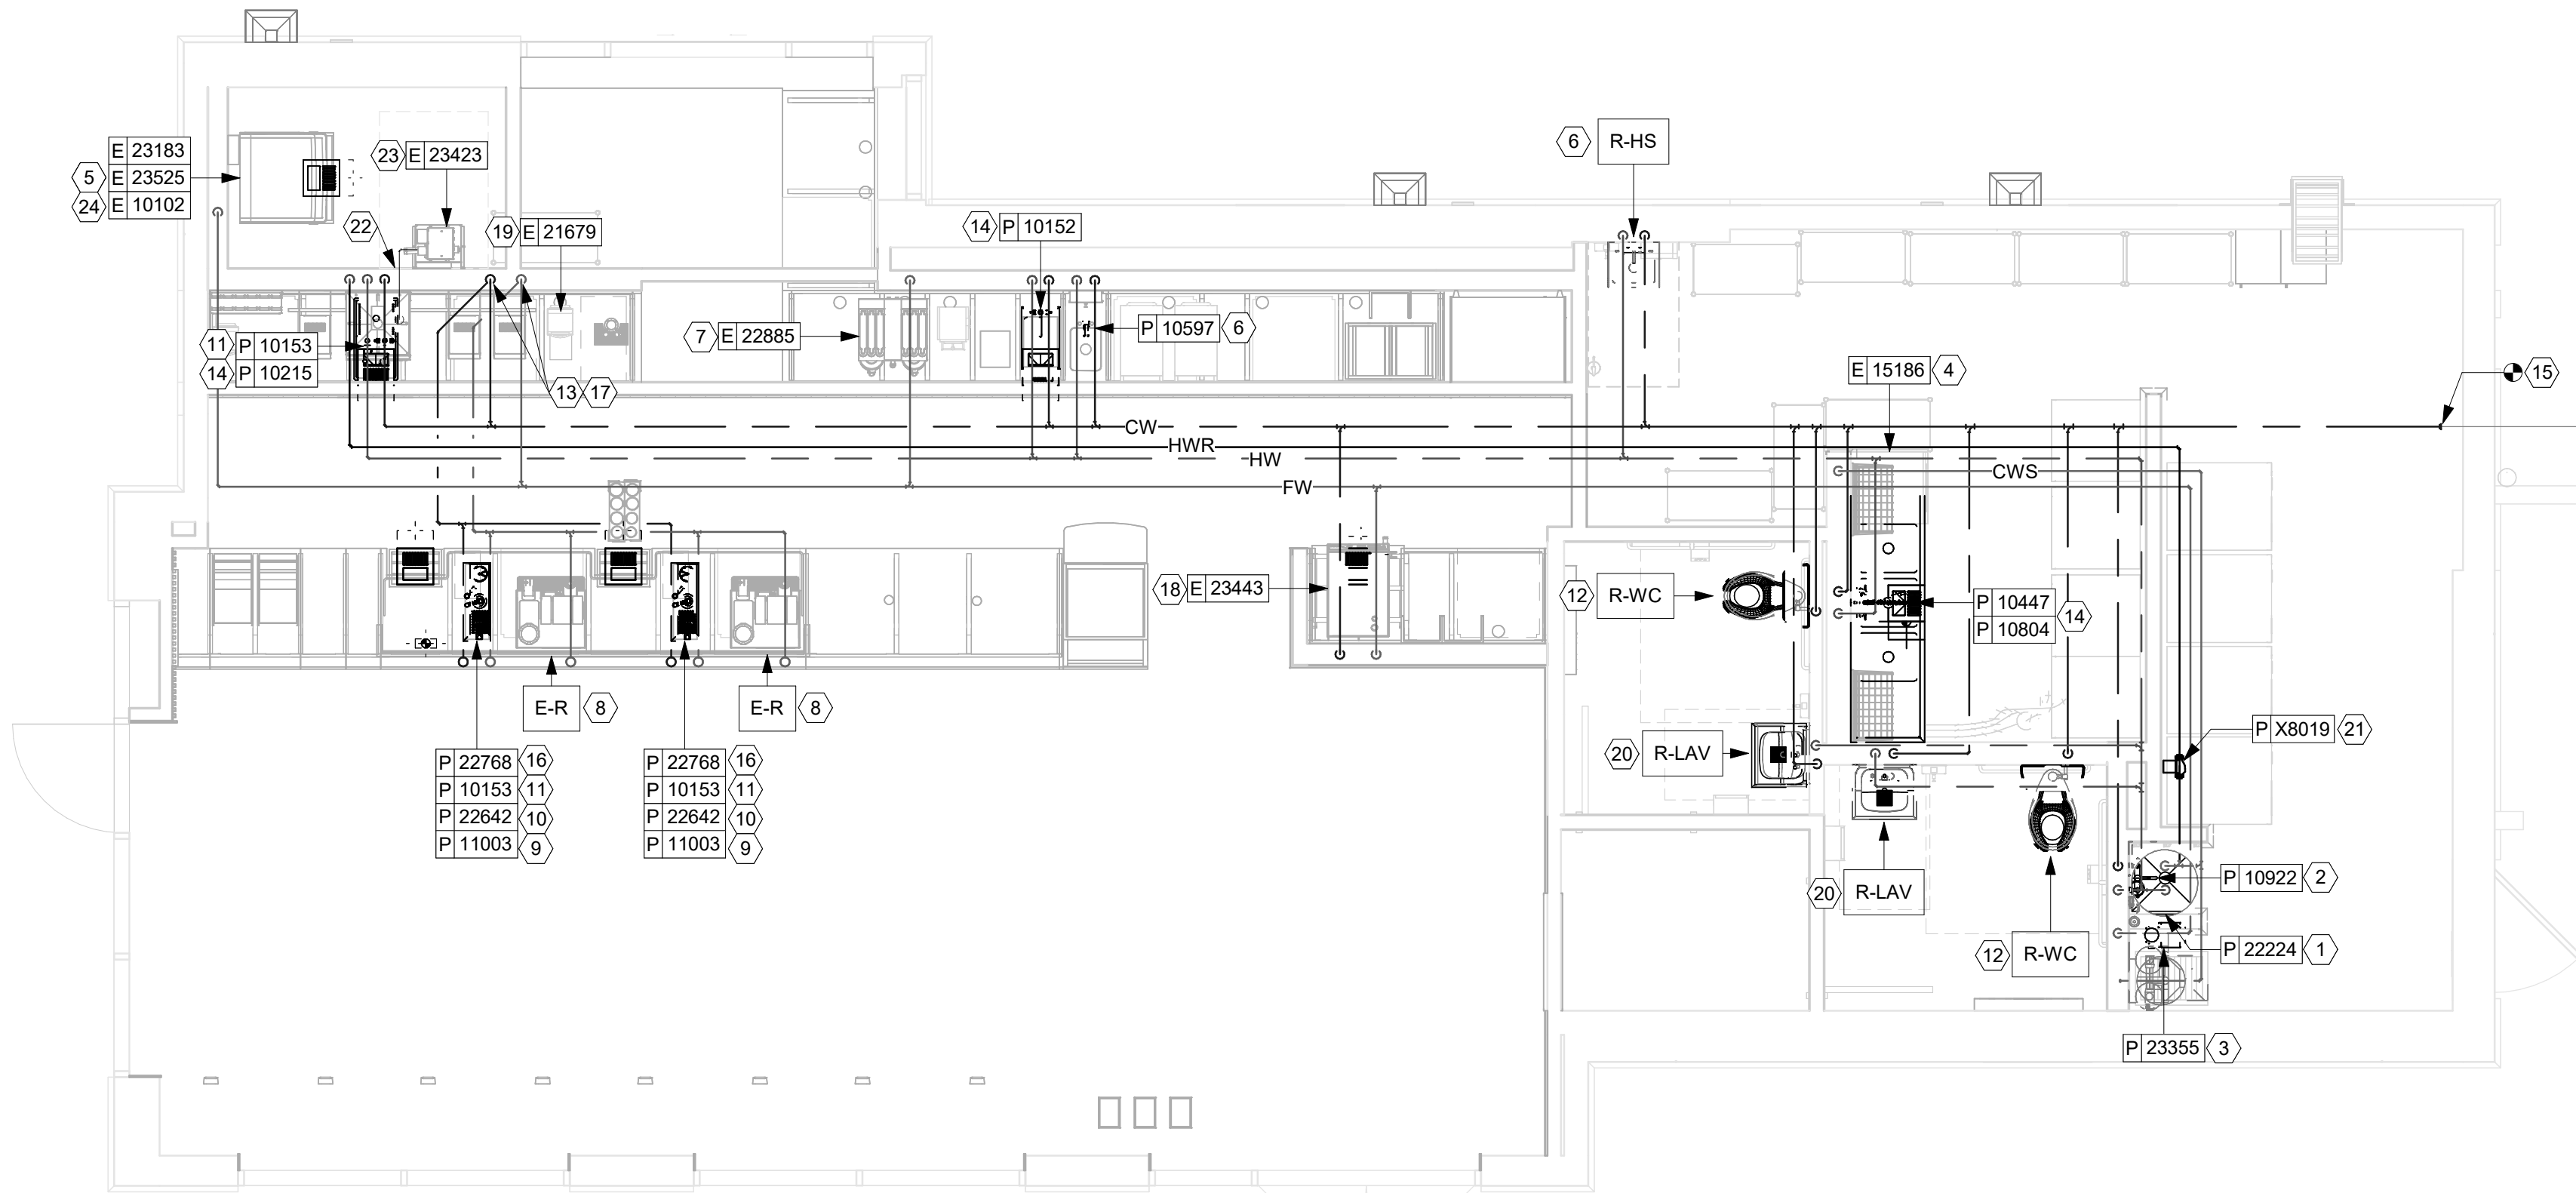 6 R-HS
E 23183
5 E 23525
24 E 10102
23 E 23423
22
19 E 21679
14 P 10152
11 P 10153
14 P 10215
7 E 22885
P 10597 6
13 17
E 15186 4
15
CW
HWR
HW
CWS
FW
18 E 23443
12 R-WC
P 10447
P 10804 14
E-R 8
E-R 8
20 R-LAV
P X8019 21
P 22768 16
P 10153 11
P 22642 10
P 11003 9
P 22768 16
P 10153 11
P 22642 10
P 11003 9
20 R-LAV
P 10922 2
12 R-WC
P 22224 1
P 23355 3